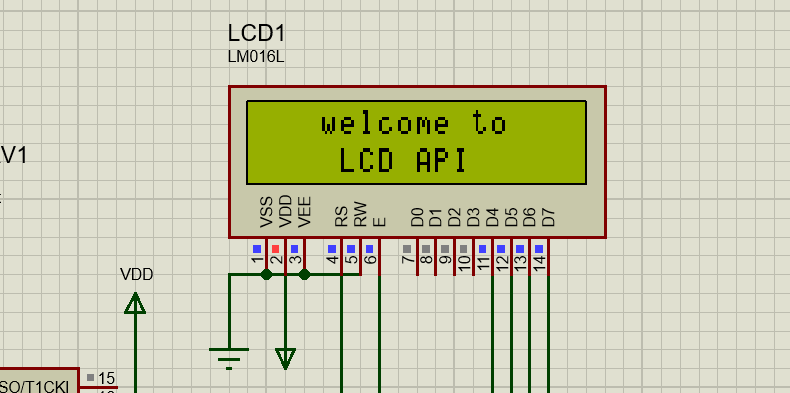 LCD1
LM016L
welcome to
LCD API
V1
VSS VDD VEE RS RW E D0 D1 D2 D3 D4 D5 D6 D7
1 2 3 4 5 6 7 8 9 10 11 12 13 14
VDD
15
SO/T1CKI